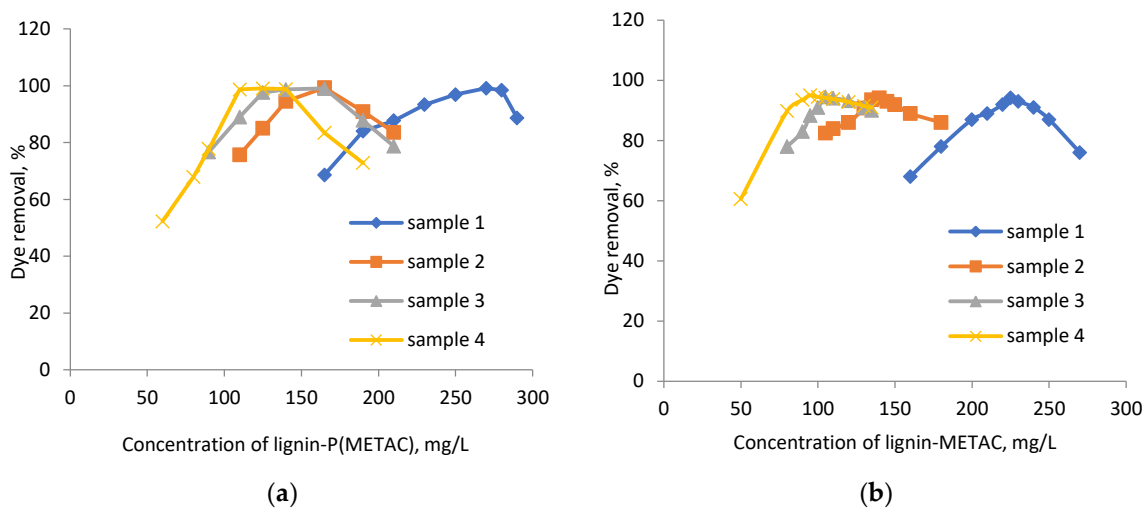 120
100
80
60
40
20
0
Dye removal, %
sample 1
sample 2
sample 3
sample 4
0 50 100 150 200 250 300
Concentration of lignin-P(METAC), mg/L
(a)
120
100
80
60
40
20
0
Dye removal, %
sample 1
sample 2
sample 3
sample 4
0 50 100 150 200 250 300
Concentration of lignin-METAC, mg/L
(b)